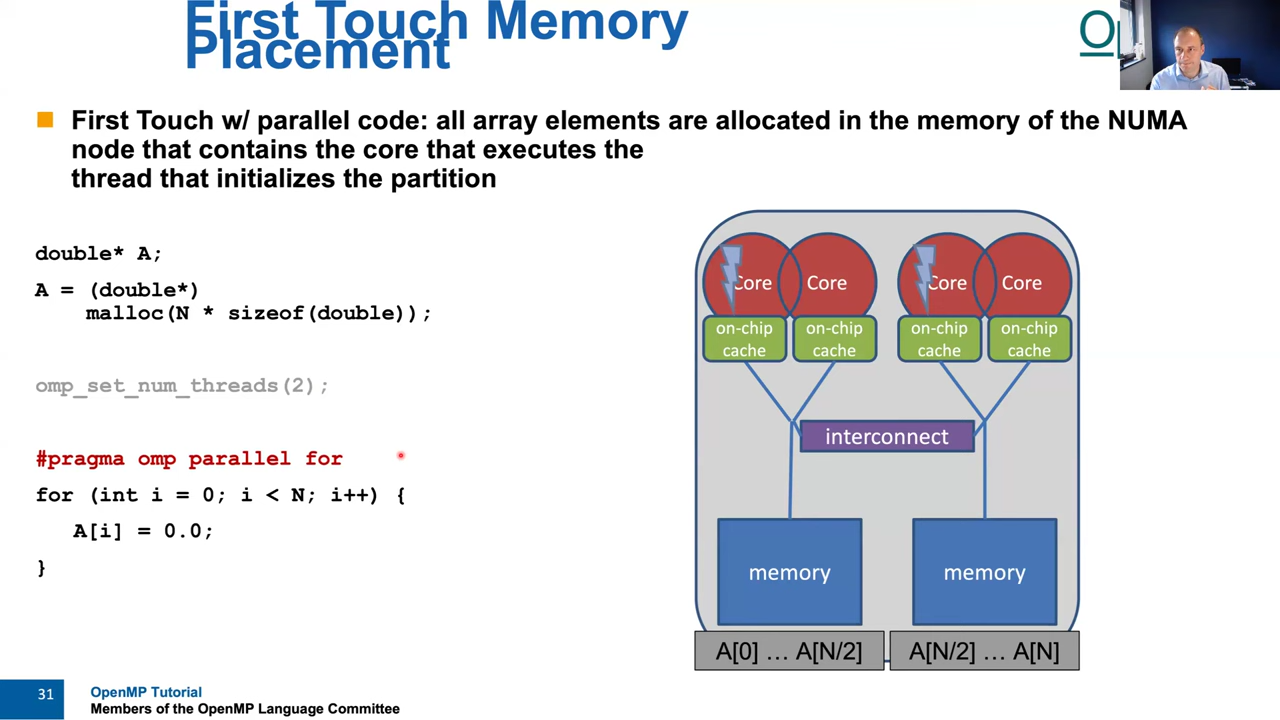 First Touch Memory
Placement
First Touch w/ parallel code: all array elements are allocated in the memory of the NUMA
node that contains the core that executes the
thread that initializes the partition
double* A;
A = (double*)
malloc(N * sizeof(double));
omp_set_num_threads(2);
#pragma omp parallel for
for (int i = 0; i < N; i++) {
A[i] = 0.0;
}
Core
Core
Core
Core
on-chip
cache
on-chip
cache
on-chip
cache
on-chip
cache
interconnect
memory
memory
A[0] … A[N/2]
A[N/2] … A[N]
31
OpenMP Tutorial
Members of the OpenMP Language Committee